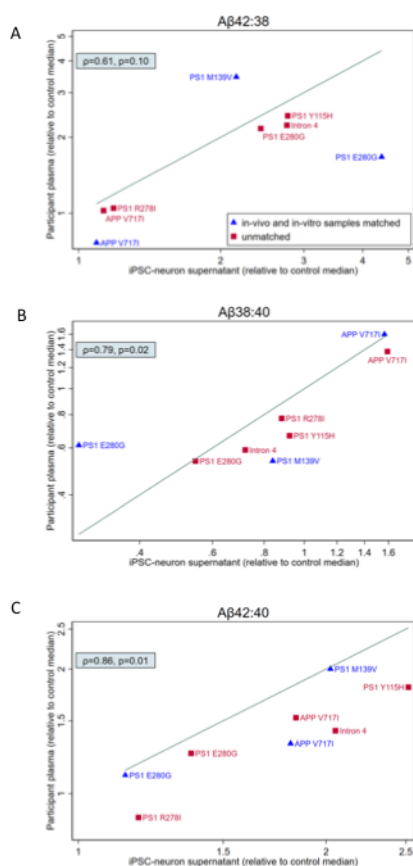 A
Aβ42:38
Participant plasma (relative to control median)
5
4
3
2
1
ρ=0.61, p=0.10
PS1 M139V
PS1 Y115H
Intron 4
PS1 E280G
PS1 E280G
PS1 R278I
APP V717I
APP V717I
in-vivo and in-vitro samples matched
unmatched
1
2
3
4
5
iPSC-neuron supernatant (relative to control median)
B
Aβ38:40
Participant plasma (relative to control median)
1.6
1.4
1.2
1
.8
.6
.4
ρ=0.79, p=0.02
APP V717I
APP V717I
PS1 R278I
PS1 Y115H
PS1 E280G
Intron 4
PS1 E280G
PS1 M139V
.4
.6
.8
1
1.2
1.4
1.6
iPSC-neuron supernatant (relative to control median)
C
Aβ42:40
Participant plasma (relative to control median)
2.5
2
1.5
1
ρ=0.86, p=0.01
PS1 M139V
PS1 Y115H
APP V717I
Intron 4
APP V717I
PS1 E280G
PS1 E280G
PS1 R278I
1
1.5
2
2.5
iPSC-neuron supernatant (relative to control median)